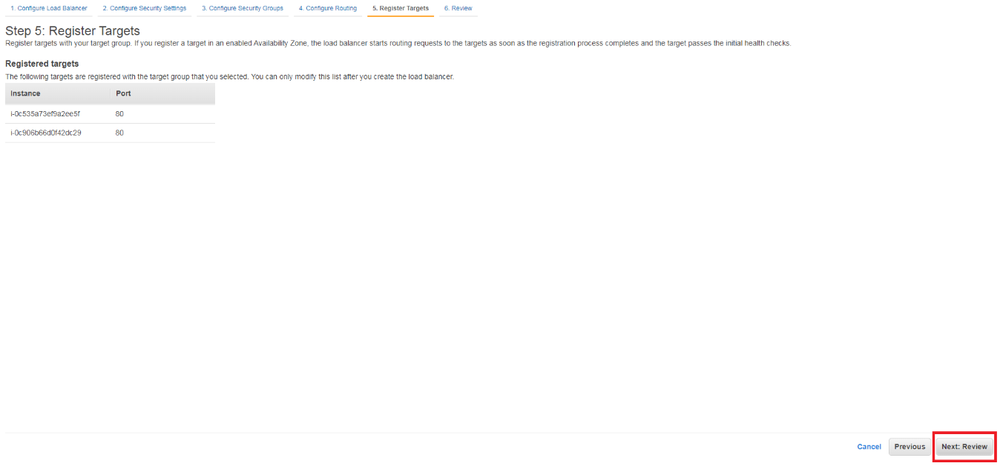 1. Configure Load Balancer 2. Configure Security Settings 3. Configure Security Groups 4. Configure Routing 5. Register Targets 6. Review
Step 5: Register Targets
Register targets with your target group. If you register a target in an enabled Availability Zone, the load balancer starts routing requests to the targets as soon as the registration process completes and the target passes the initial health checks.
Registered targets
The following targets are registered with the target group that you selected. You can only modify this list after you create the load balancer.
Instance Port
i-0c535a73ef9a2ee5f 80
i-0c906b66d0f42dc29 80
Cancel Previous Next: Review